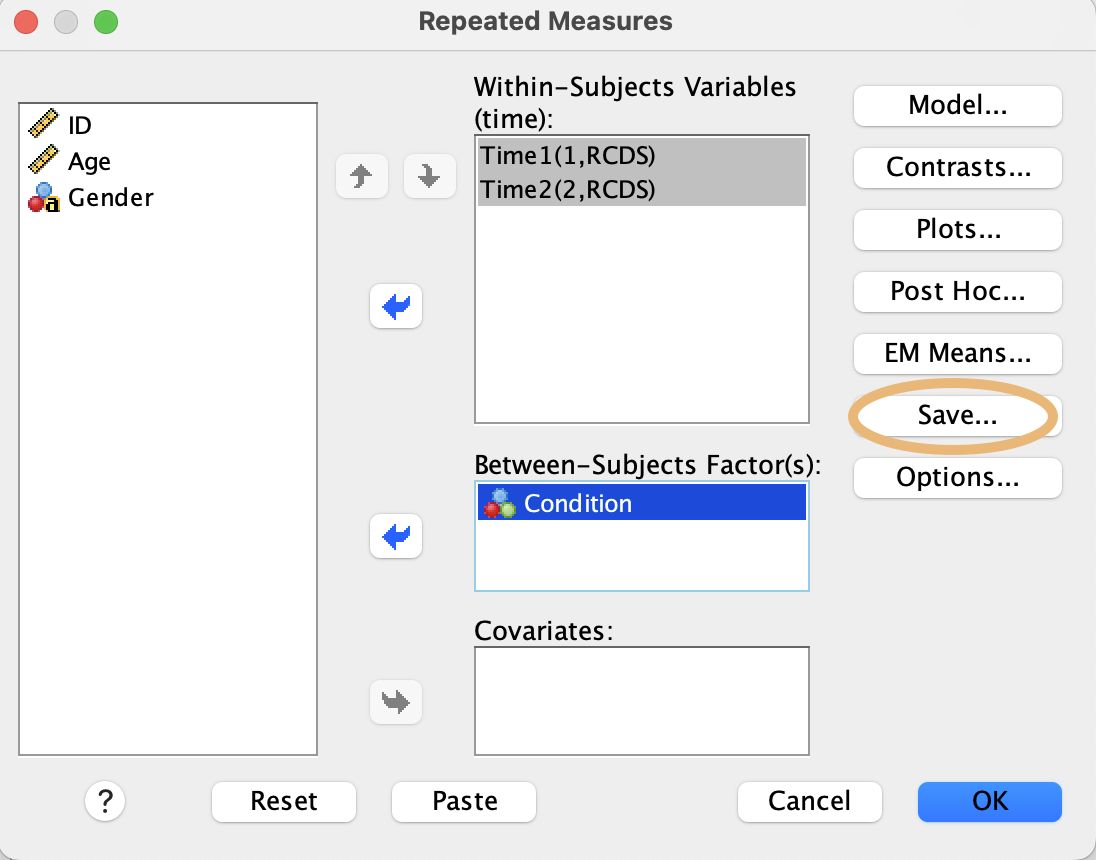 Repeated Measures
ID
Age
a Gender
Within-Subjects Variables
(time):
Time1(1,RCDS)
Time2(2,RCDS)
Between-Subjects Factor(s):
Condition
Covariates:
Model...
Contrasts...
Plots...
Post Hoc...
EM Means...
Save...
Options...
?
Reset
Paste
Cancel
OK